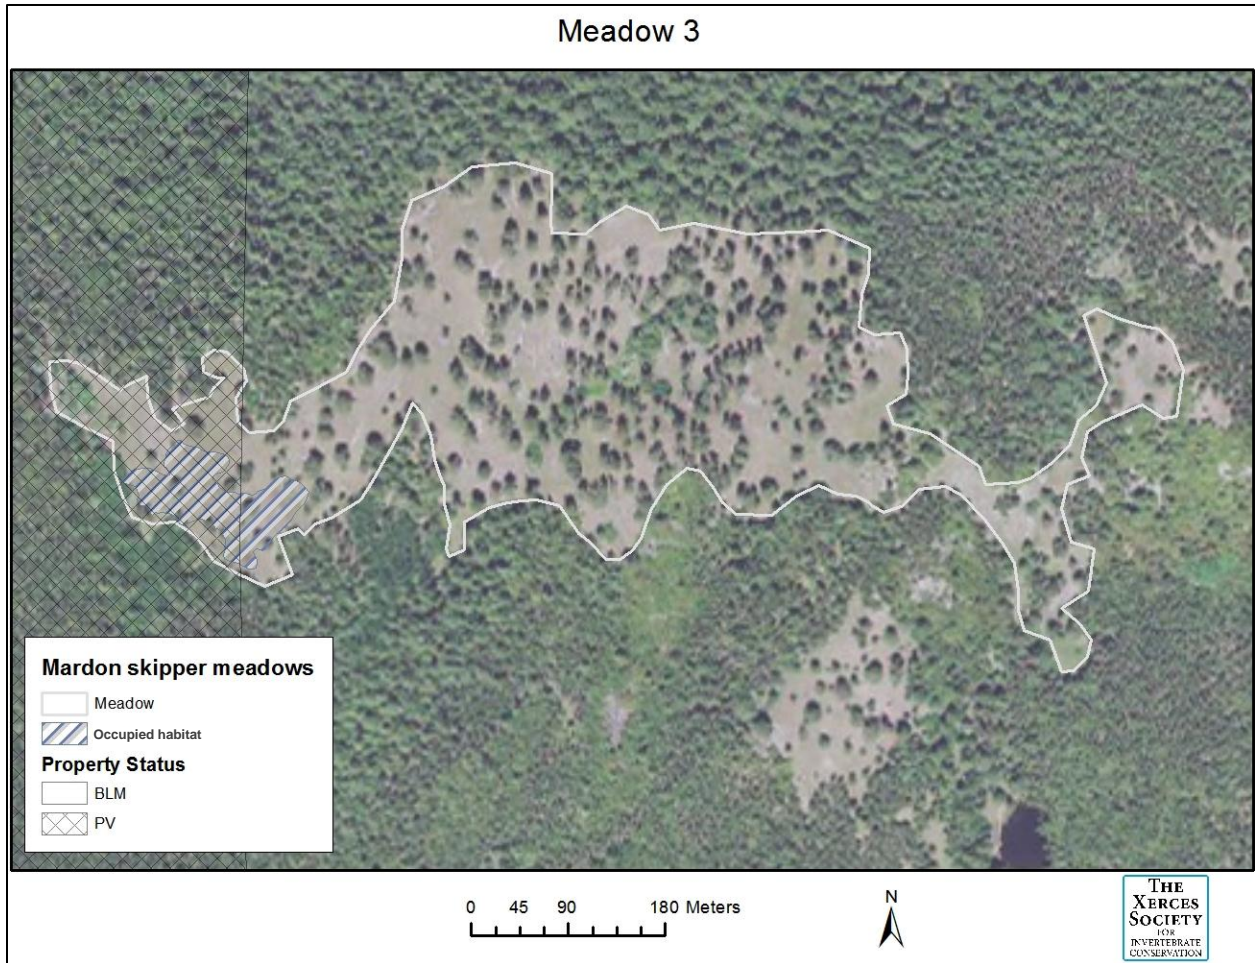 Meadow 3
Mardon skipper meadows
Meadow
Occupied habitat
Property Status
BLM
PV
0 45 90 180 Meters
N
THE
XERCES
SOCIETY
FOR
INVERTEBRATE
CONSERVATION